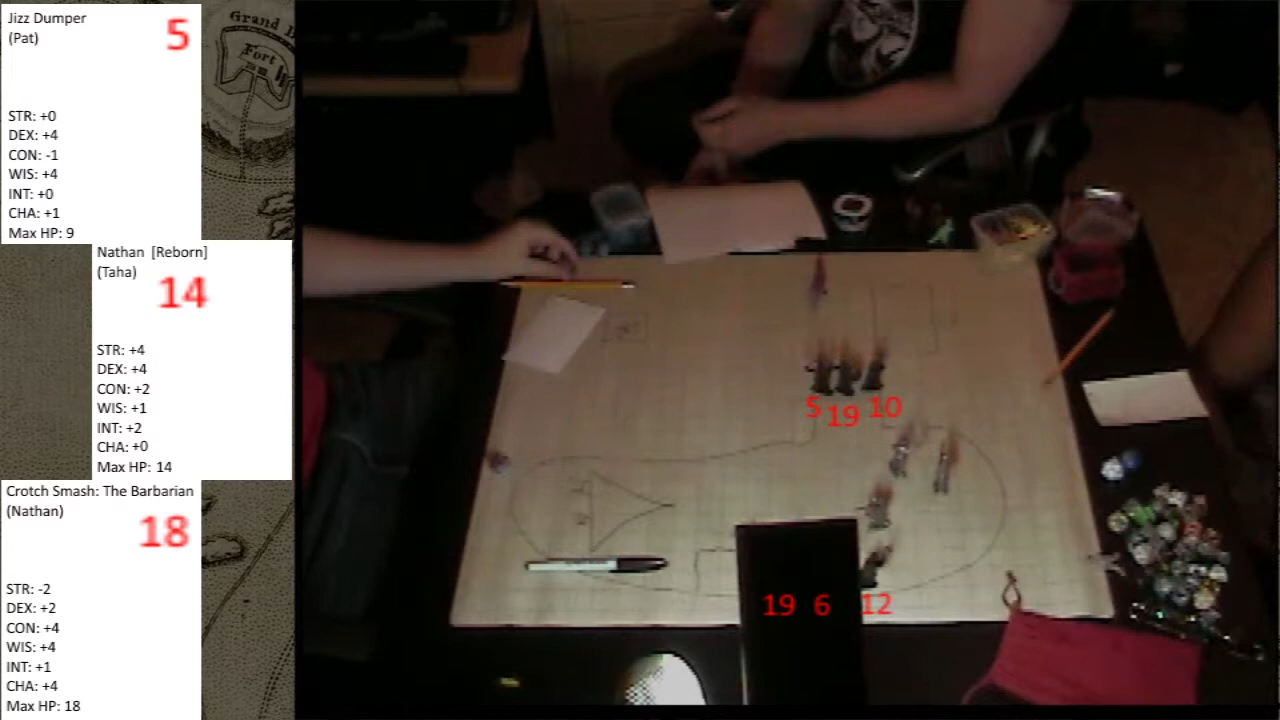 Jizz Dumper
(Pat)
5
STR: +0
DEX: +4
CON: -1
WIS: +4
INT: +0
CHA: +1
Max HP: 9
Nathan [Reborn]
(Taha)
14
STR: +4
DEX: +4
CON: +2
WIS: +1
INT: +2
CHA: +0
Max HP: 14
Crotch Smash: The Barbarian
(Nathan)
18
STR: -2
DEX: +2
CON: +4
WIS: +4
INT: +1
CHA: +4
Max HP: 18
Grand
Fort
5 19 10
19 6 12